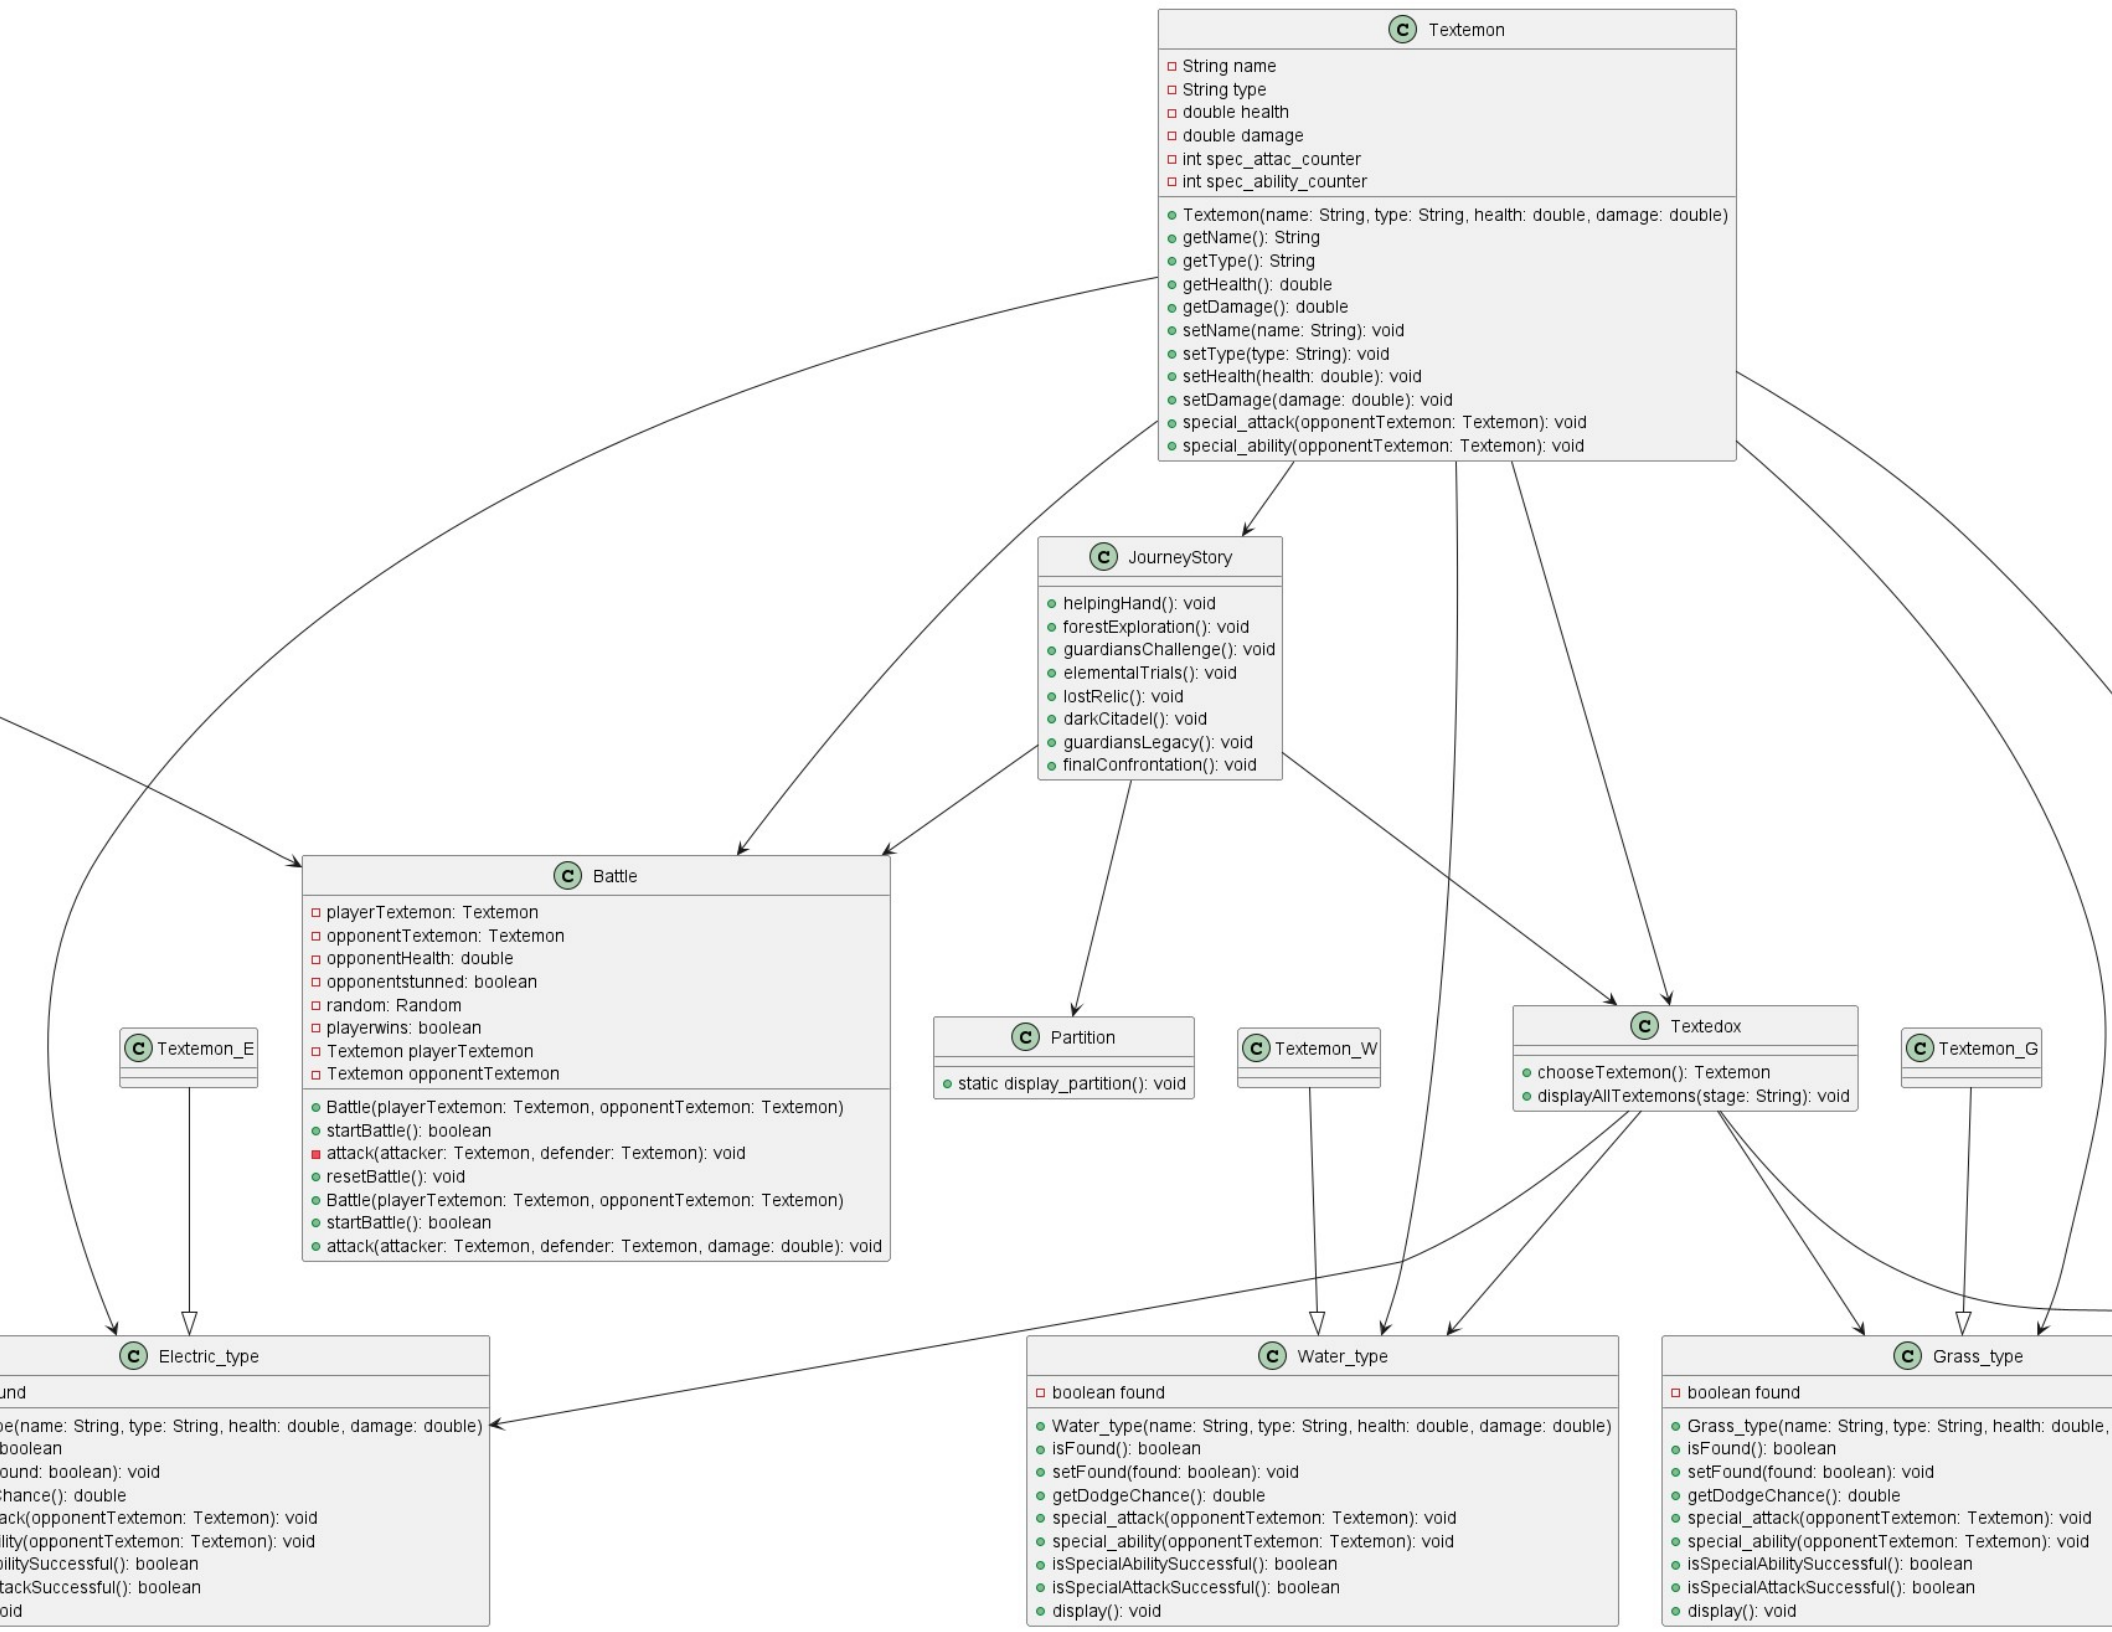 C Textemon
String name
String type
double health
double damage
int spec_attac_counter
int spec_ability_counter
Textemon(name: String, type: String, health: double, damage: double)
getName(): String
getType(): String
getHealth(): double
getDamage(): double
setName(name: String): void
setType(type: String): void
setHealth(health: double): void
setDamage(damage: double): void
special_attack(opponentTextemon: Textemon): void
special_ability(opponentTextemon: Textemon): void
C JourneyStory
helpingHand(): void
forestExploration(): void
guardiansChallenge(): void
elementalTrials(): void
lostRelic(): void
darkCitadel(): void
guardiansLegacy(): void
finalConfrontation(): void
C Battle
playerTextemon: Textemon
opponentTextemon: Textemon
opponentHealth: double
opponentstunned: boolean
random: Random
playerwins: boolean
Textemon playerTextemon
Textemon opponentTextemon
Battle(playerTextemon: Textemon, opponentTextemon: Textemon)
startBattle(): boolean
attack(attacker: Textemon, defender: Textemon): void
resetBattle(): void
Battle(playerTextemon: Textemon, opponentTextemon: Textemon)
startBattle(): boolean
attack(attacker: Textemon, defender: Textemon, damage: double): void
C Textemon_E
C Partition
static display_partition(): void
C Textemon_W
C Textedox
chooseTextemon(): Textemon
displayAllTextemons(stage: String): void
C Textemon_G
C Electric_type
und
pe(name: String, type: String, health: double, damage: double)
boolean
ound: boolean): void
Chance(): double
ack(opponentTextemon: Textemon): void
ility(opponentTextemon: Textemon): void
bilitySuccessful(): boolean
tackSuccessful(): boolean
oid
C Water_type
boolean found
Water_type(name: String, type: String, health: double, damage: double)
isFound(): boolean
setFound(found: boolean): void
getDodgeChance(): double
special_attack(opponentTextemon: Textemon): void
special_ability(opponentTextemon: Textemon): void
isSpecialAbilitySuccessful(): boolean
isSpecialAttackSuccessful(): boolean
display(): void
C Grass_type
boolean found
Grass_type(name: String, type: String, health: double,
isFound(): boolean
setFound(found: boolean): void
getDodgeChance(): double
special_attack(opponentTextemon: Textemon): void
special_ability(opponentTextemon: Textemon): void
isSpecialAbilitySuccessful(): boolean
isSpecialAttackSuccessful(): boolean
display(): void